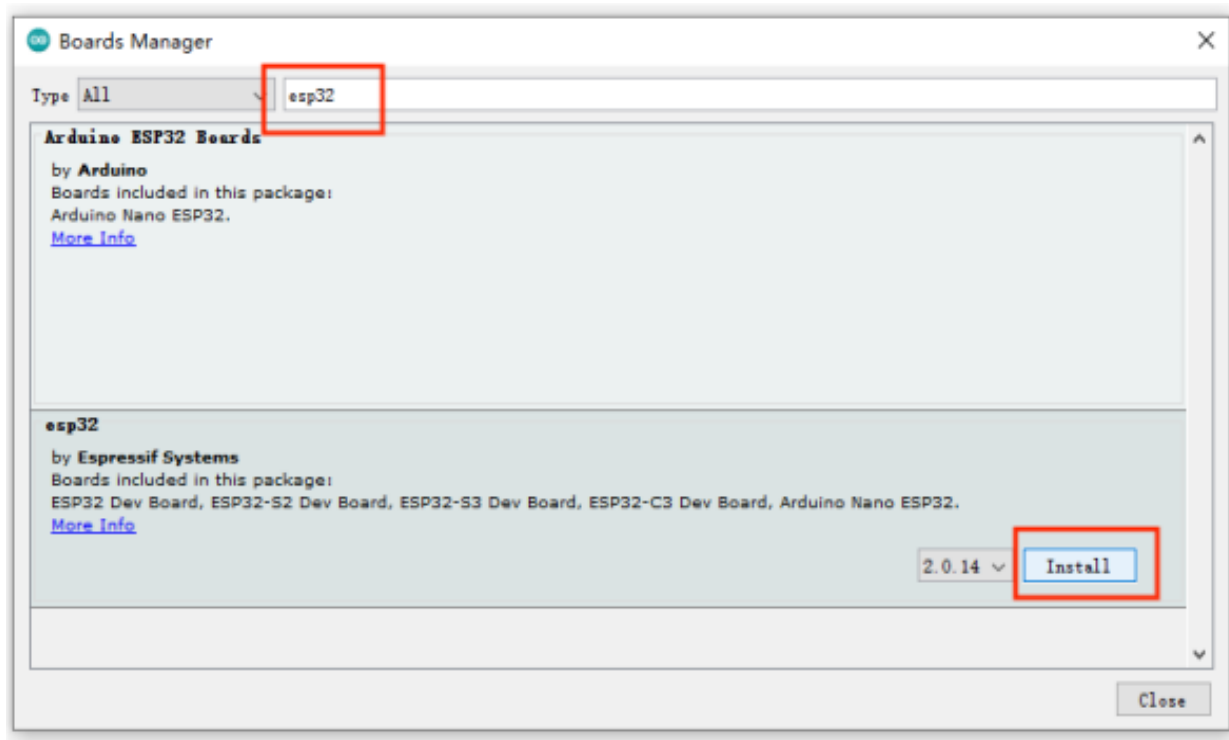 Boards Manager
Type All esp32
Arduino ESP32 Boards
by Arduino
Boards included in this package:
Arduino Nano ESP32.
More Info
esp32
by Espressif Systems
Boards included in this package:
ESP32 Dev Board, ESP32-S2 Dev Board, ESP32-S3 Dev Board, ESP32-C3 Dev Board, Arduino Nano ESP32.
More Info
2.0.14 Install
Close